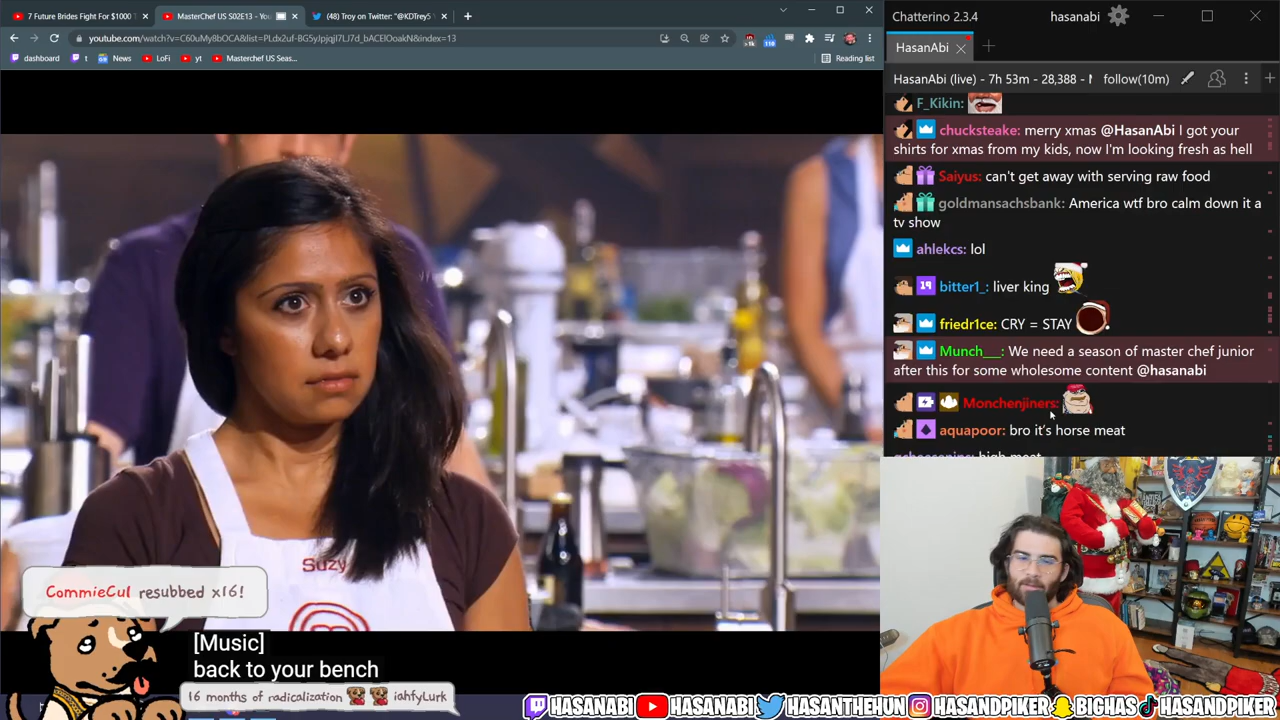 7 Future Brides Fight For $1000 T
MasterChef US S02E13 - You
(48) Troy on Twitter: "@KDTrey5
youtube.com/watch?v=C60uMy8bOCA&list=PLdx2uf-BG5yJpjqjl7LJ7d_bACElOoakN&index=13
dashboard
t
News
LoFi
yt
Masterchef US Seas...
Reading list
Chatterino 2.3.4
hasanabi
HasanAbi
HasanAbi (live) - 7h 53m - 28,388 -
follow(10m)
F_Kikin:
chucksteake: merry xmas @HasanAbi I got your
shirts for xmas from my kids, now I'm looking fresh as hell
Saiyus: can't get away with serving raw food
goldmansachsbank: America wtf bro calm down it a
tv show
ahlekcs: lol
bitter1_: liver king
friedr1ce: CRY = STAY
Munch___: We need a season of master chef junior
after this for some wholesome content @hasanabi
Monchenjiners:
aquapoor: bro it's horse meat
Suzy
CommieCul resubbed x16!
[Music]
back to your bench
16 months of radicalization iahfyLurk
HASANABI HASANABI HASANTHEHUN HASANDPIKER BIGHAS HASANDPIKER